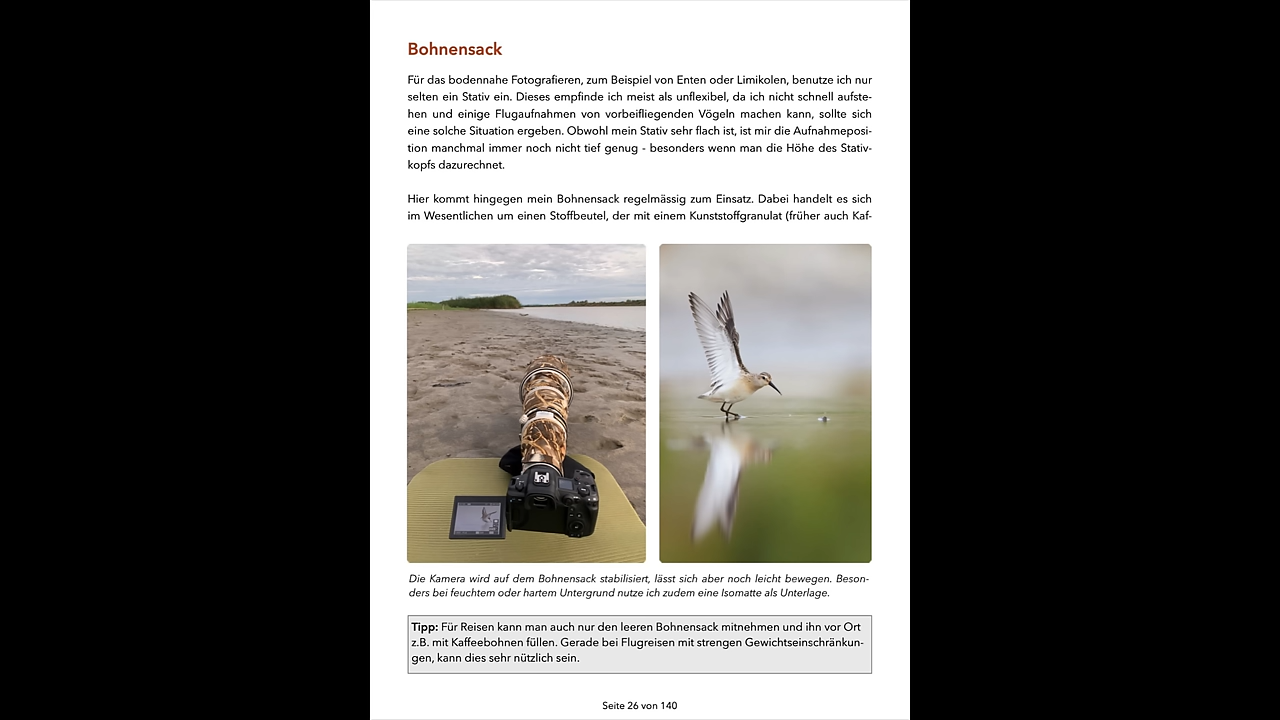 Bohnensack
Für das bodennahe Fotografieren, zum Beispiel von Enten oder Limikolen, benutze ich nur
selten ein Stativ ein. Dieses empfinde ich meist als unflexibel, da ich nicht schnell aufste-
hen und einige Flugaufnahmen von vorbeifliegenden Vögeln machen kann, sollte sich
eine solche Situation ergeben. Obwohl mein Stativ sehr flach ist, ist mir die Aufnahmeposi-
tion manchmal immer noch nicht tief genug - besonders wenn man die Höhe des Stativ-
kopfs dazurechnet.
Hier kommt hingegen mein Bohnensack regelmässig zum Einsatz. Dabei handelt es sich
im Wesentlichen um einen Stoffbeutel, der mit einem Kunststoffgranulat (früher auch Kaf-
Die Kamera wird auf dem Bohnensack stabilisiert, lässt sich aber noch leicht bewegen. Beson-
ders bei feuchtem oder hartem Untergrund nutze ich zudem eine Isomatte als Unterlage.
Tipp: Für Reisen kann man auch nur den leeren Bohnensack mitnehmen und ihn vor Ort
z.B. mit Kaffeebohnen füllen. Gerade bei Flugreisen mit strengen Gewichtseinschränkun-
gen, kann dies sehr nützlich sein.
Seite 26 von 140